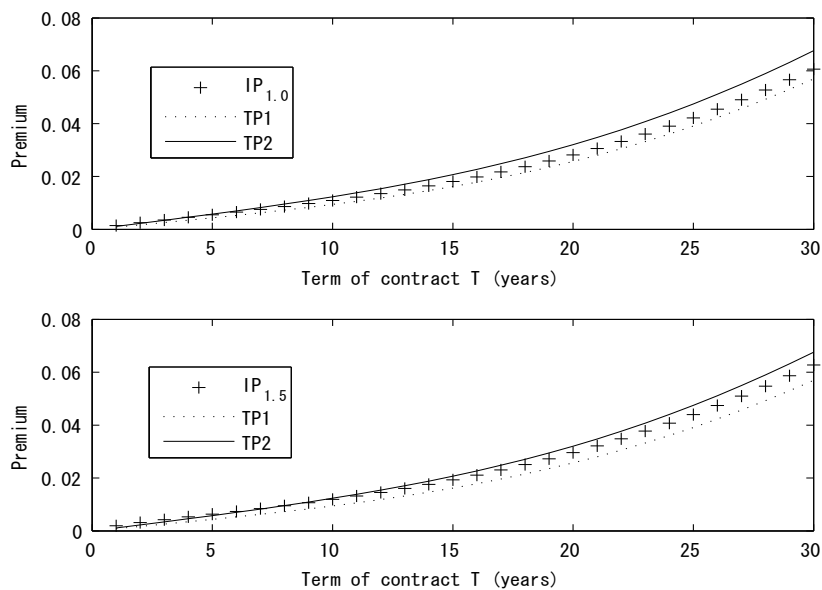 0.08
0.06
0.04
0.02
0
Premium
IP1.0
TP1
TP2
0 5 10 15 20 25 30
Term of contract T (years)
0.08
0.06
0.04
0.02
0
Premium
IP1.5
TP1
TP2
0 5 10 15 20 25 30
Term of contract T (years)